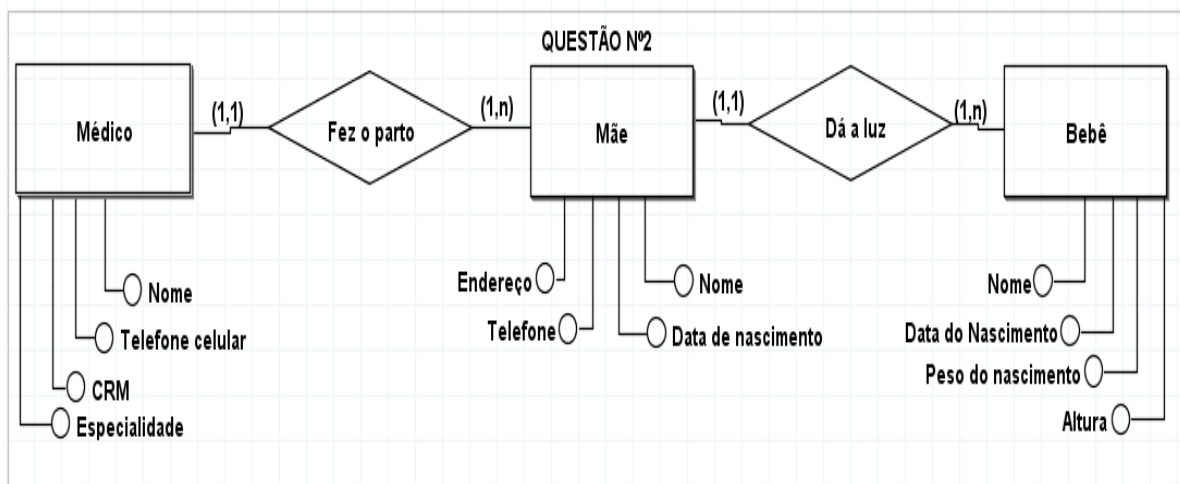 QUESTÃO Nº2
Médico
(1,1)
Fez o parto
(1,n)
Mãe
(1,1)
Dá a luz
(1,n)
Bebê
Nome
Telefone celular
CRM
Especialidade
Endereço
Nome
Telefone
Data de nascimento
Nome
Data do Nascimento
Peso do nascimento
Altura